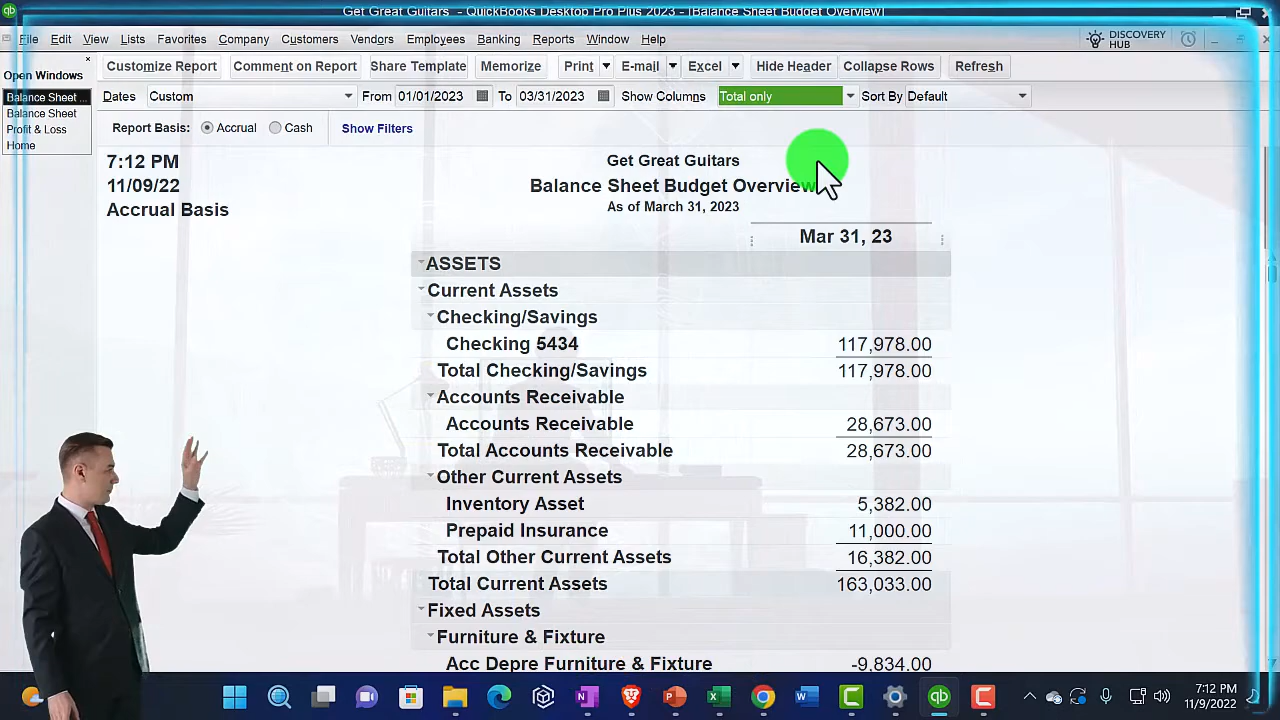 Get Great Guitars - QuickBooks Desktop Pro Plus 2023 - [Balance Sheet Budget Overview]
File Edit View Lists Favorites Company Customers Vendors Employees Banking Reports Window Help
DISCOVERY HUB
Open Windows
Balance Sheet ...
Balance Sheet
Profit & Loss
Home
Customize Report Comment on Report Share Template Memorize Print E-mail Excel Hide Header Collapse Rows Refresh
Dates Custom From 01/01/2023 To 03/31/2023 Show Columns Total only Sort By Default
Report Basis: Accrual Cash Show Filters
7:12 PM
11/09/22
Accrual Basis
Get Great Guitars
Balance Sheet Budget Overview
As of March 31, 2023
Mar 31, 23
ASSETS
Current Assets
Checking/Savings
Checking 5434 117,978.00
Total Checking/Savings 117,978.00
Accounts Receivable
Accounts Receivable 28,673.00
Total Accounts Receivable 28,673.00
Other Current Assets
Inventory Asset 5,382.00
Prepaid Insurance 11,000.00
Total Other Current Assets 16,382.00
Total Current Assets 163,033.00
Fixed Assets
Furniture & Fixture
Acc Depre Furniture & Fixture -9,834.00
7:12 PM
11/9/2022